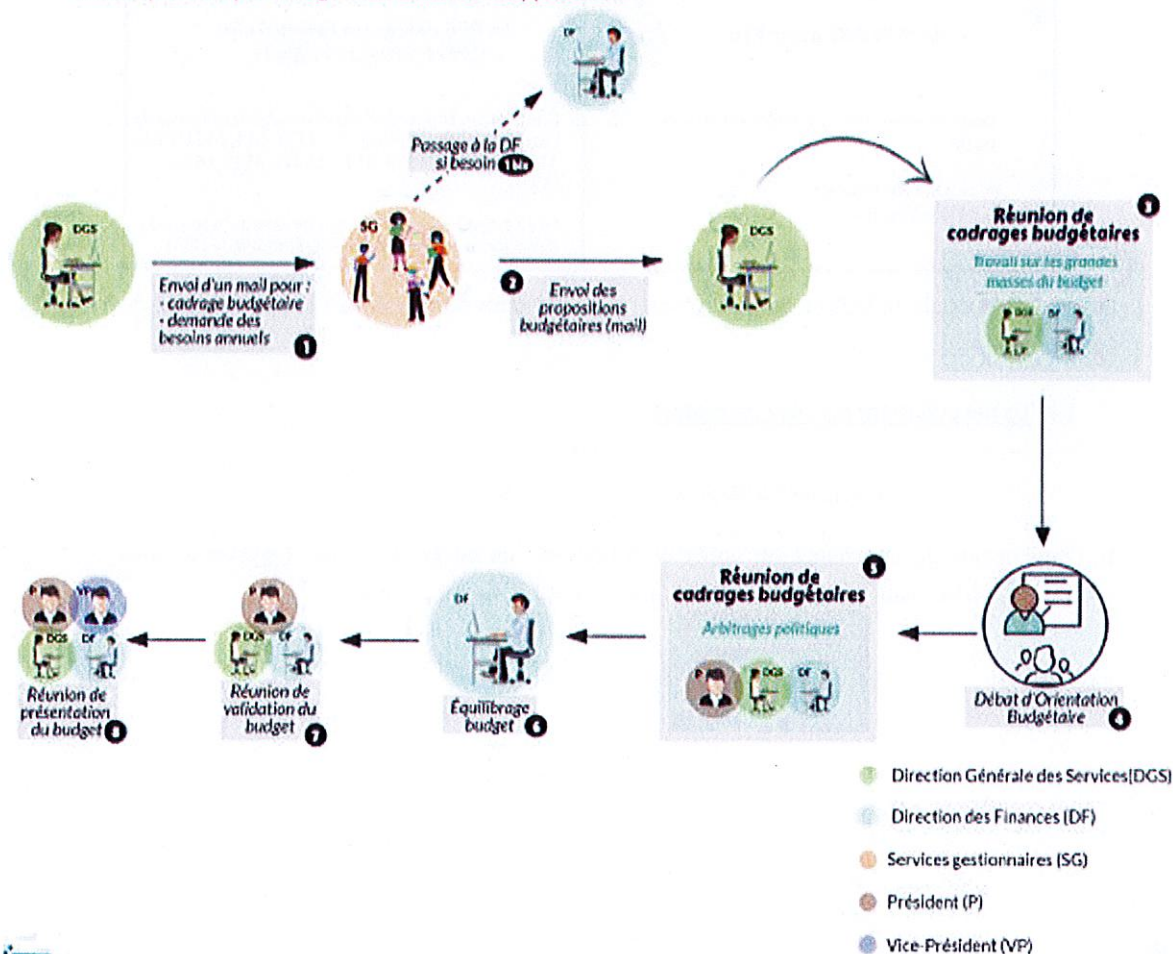 DF
Passage à la DF
si besoin 1bis
DGS
Envoi d'un mail pour :
• cadrage budgétaire
• demande des
besoins annuels 1
SG
2 Envoi des
propositions
budgétaires (mail)
DGS
Réunion de 3
cadrages budgétaires
Travail sur les grandes
masses du budget
DGS DF
P VP
DGS DF
Réunion de
présentation
du budget 8
P
DGS DF
Réunion de
validation du
budget 7
DF
Équilibrage
budget 6
Réunion de 5
cadrages budgétaires
Arbitrages politiques
P DGS DF
Débat d'Orientation
Budgétaire 4
Direction Générale des Services(DGS)
Direction des Finances (DF)
Services gestionnaires (SG)
Président (P)
Vice-Président (VP)